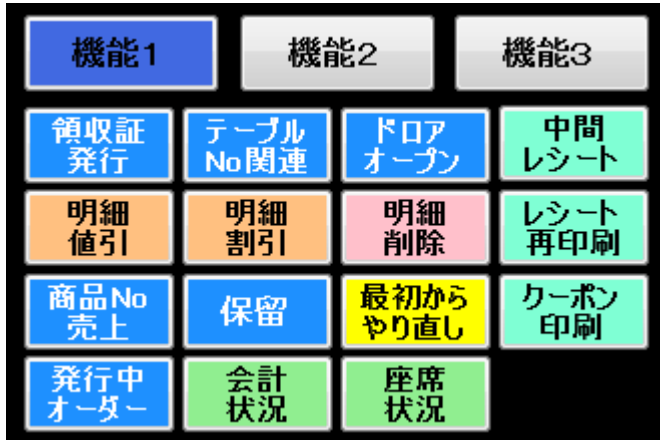 機能1 機能2 機能3
領収証 テーブル ドロア 中間
発行 No関連 オープン レシート
明細 明細 明細 レシート
値引 割引 削除 再印刷
商品No 保留 最初から クーポン
売上 やり直し 印刷
発行中 会計 座席
オーダー 状況 状況